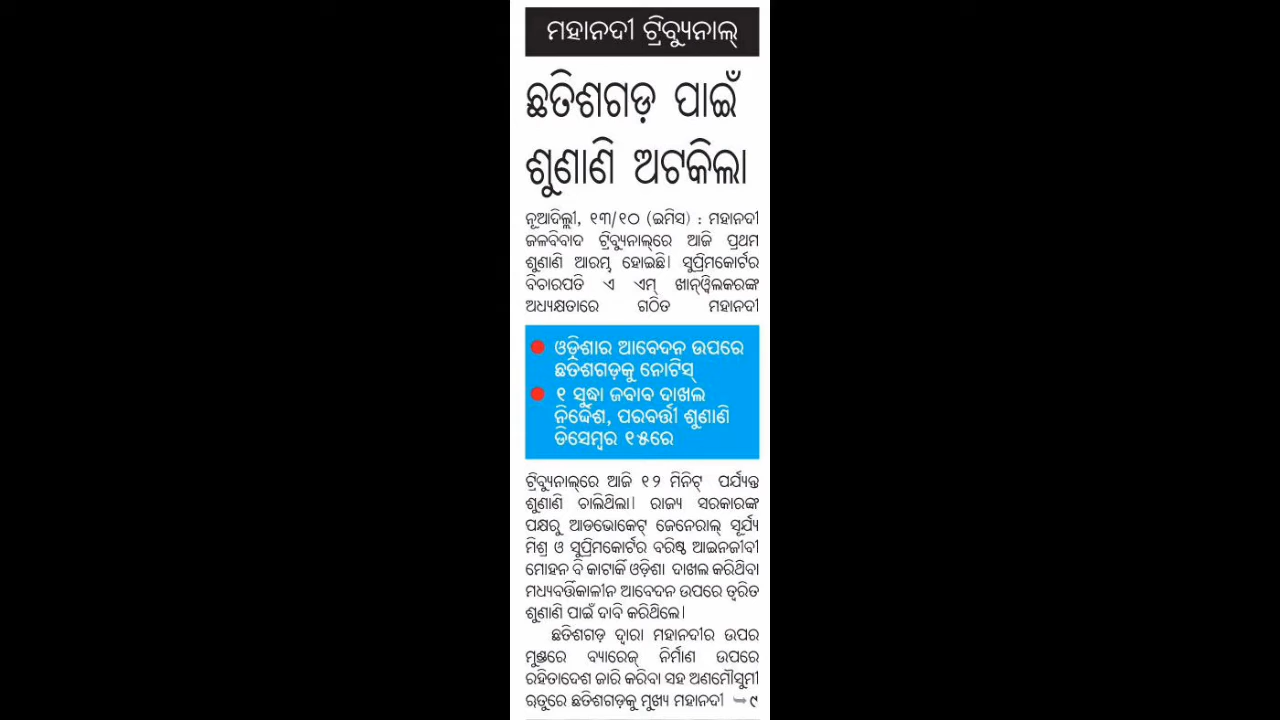 ମହାନଦୀ ଟ୍ରିବ୍ୟୁନାଲ୍
ଛତିଶଗଡ଼ ପାଇଁ
ଶୁଣାଣି ଅଟକିଲା
ନୂଆଦିଲ୍ଲୀ, ୧୩/୧୦ (ଇମିସ) : ମହାନଦୀ
ଜଳବିବାଦ ଟ୍ରିବ୍ୟୁନାଲ୍‌ରେ ଆଜି ପ୍ରଥମ
ଶୁଣାଣି ଆରମ୍ଭ ହୋଇଛି। ସୁପ୍ରିମକୋର୍ଟର
ବିଚାରପତି ଏ ଏମ୍ ଖାନ୍‌ୱିଲକରଙ୍କ
ଅଧ୍ୟକ୍ଷତାରେ ଗଠିତ ମହାନଦୀ
● ଓଡ଼ିଶାର ଆବେଦନ ଉପରେ
ଛତିଶଗଡ଼କୁ ନୋଟିସ୍
● ୧ ସୁଦ୍ଧା ଜବାବ ଦାଖଲ
ନିର୍ଦ୍ଦେଶ, ପରବର୍ତ୍ତୀ ଶୁଣାଣି
ଡିସେମ୍ବର ୧୫ରେ
ଟ୍ରିବ୍ୟୁନାଲ୍‌ରେ ଆଜି ୧୨ ମିନିଟ୍ ପର୍ଯ୍ୟନ୍ତ
ଶୁଣାଣି ଚାଲିଥିଲା। ରାଜ୍ୟ ସରକାରଙ୍କ
ପକ୍ଷରୁ ଆଡଭୋକେଟ୍ ଜେନେରାଲ୍ ସୂର୍ଯ୍ୟ
ମିଶ୍ର ଓ ସୁପ୍ରିମକୋର୍ଟର ବରିଷ୍ଠ ଆଇନଜୀବୀ
ମୋହନ ବି କାଟାର୍କି ଓଡ଼ିଶା ଦାଖଲ କରିଥିବା
ମଧ୍ୟବର୍ତ୍ତିକାଳୀନ ଆବେଦନ ଉପରେ ତ୍ୱରିତ
ଶୁଣାଣି ପାଇଁ ଦାବି କରିଥିଲେ।
ଛତିଶଗଡ଼ ଦ୍ୱାରା ମହାନଦୀର ଉପର
ମୁଣ୍ଡରେ ବ୍ୟାରେଜ୍ ନିର୍ମାଣ ଉପରେ
ରହିତାଦେଶ ଜାରି କରିବା ସହ ଅଣମୌସୁମୀ
ଋତୁରେ ଛତିଶଗଡ଼କୁ ମୁଖ୍ୟ ମହାନଦୀ ➥୯